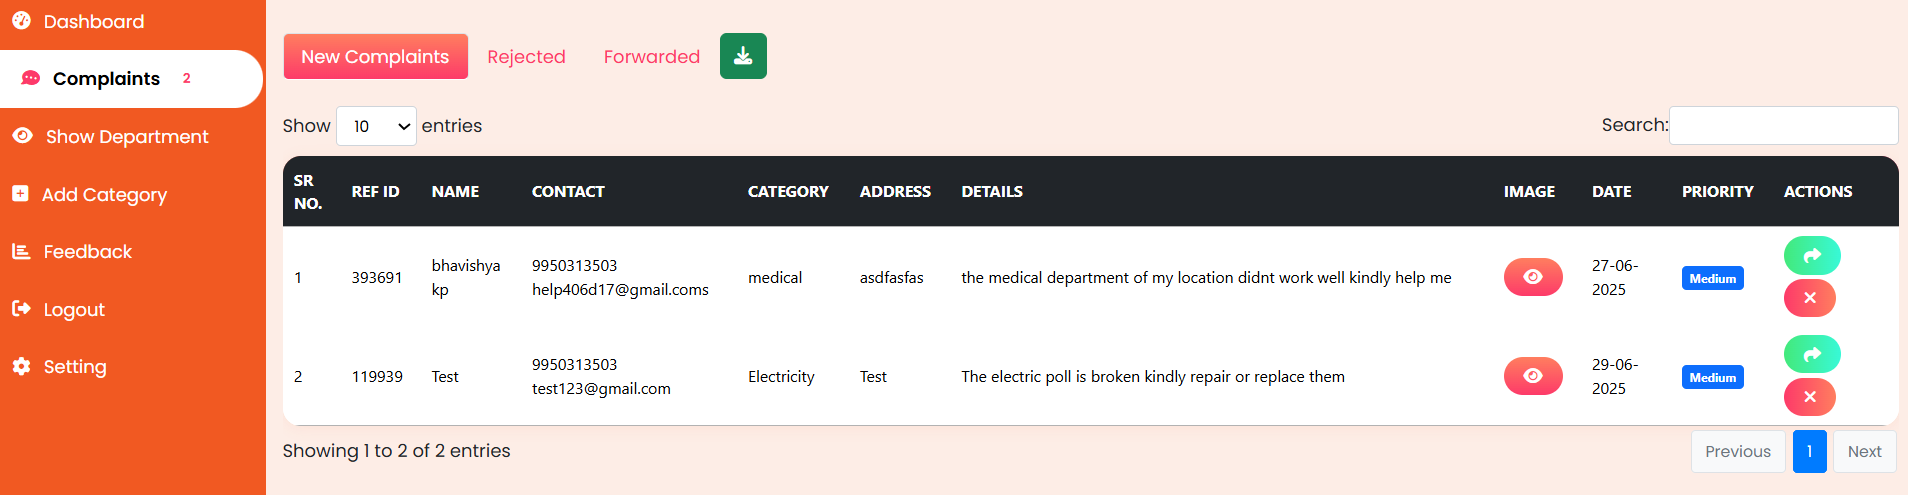 Dashboard
Complaints 2
Show Department
Add Category
Feedback
Logout
Setting
New Complaints Rejected Forwarded
Show 10 entries Search:
SR NO. REF ID NAME CONTACT CATEGORY ADDRESS DETAILS IMAGE DATE PRIORITY ACTIONS
1 393691 bhavishya kp 9950313503 help406d17@gmail.coms medical asdfasfas the medical department of my location didnt work well kindly help me 27-06-2025 Medium
2 119939 Test 9950313503 test123@gmail.com Electricity Test The electric poll is broken kindly repair or replace them 29-06-2025 Medium
Showing 1 to 2 of 2 entries Previous 1 Next